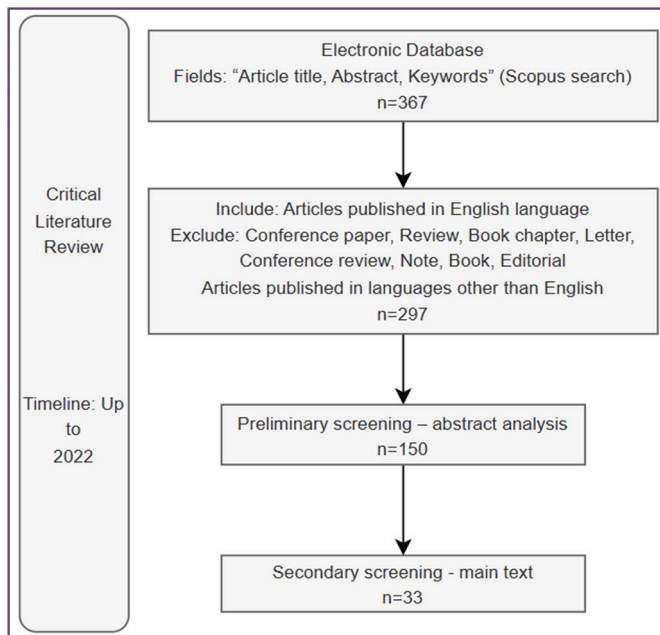 Critical
Literature
Review
Timeline: Up
to
2022
Electronic Database
Fields: “Article title, Abstract, Keywords” (Scopus search)
n=367
Include: Articles published in English language
Exclude: Conference paper, Review, Book chapter, Letter,
Conference review, Note, Book, Editorial
Articles published in languages other than English
n=297
Preliminary screening – abstract analysis
n=150
Secondary screening - main text
n=33